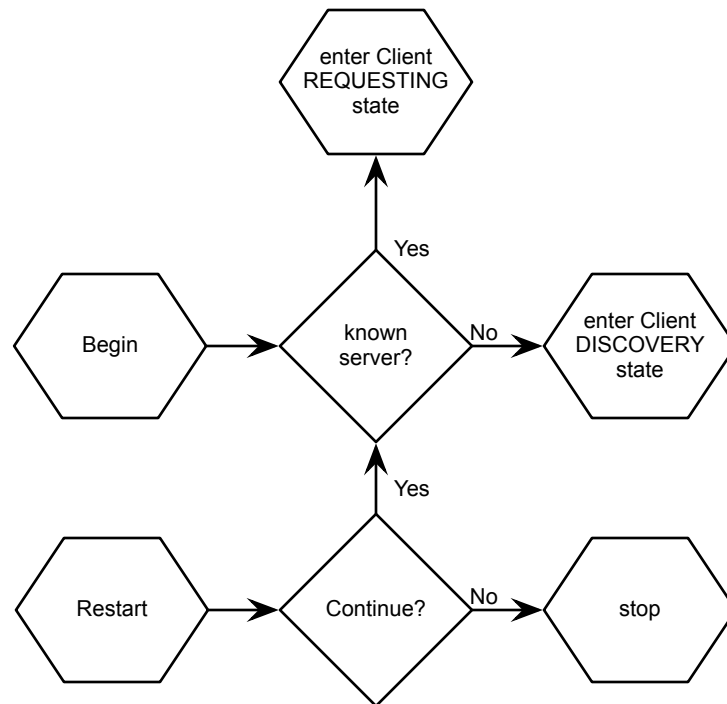 enter Client
REQUESTING
state
Yes
Begin
known
server?
No
enter Client
DISCOVERY
state
Yes
Restart
Continue?
No
stop